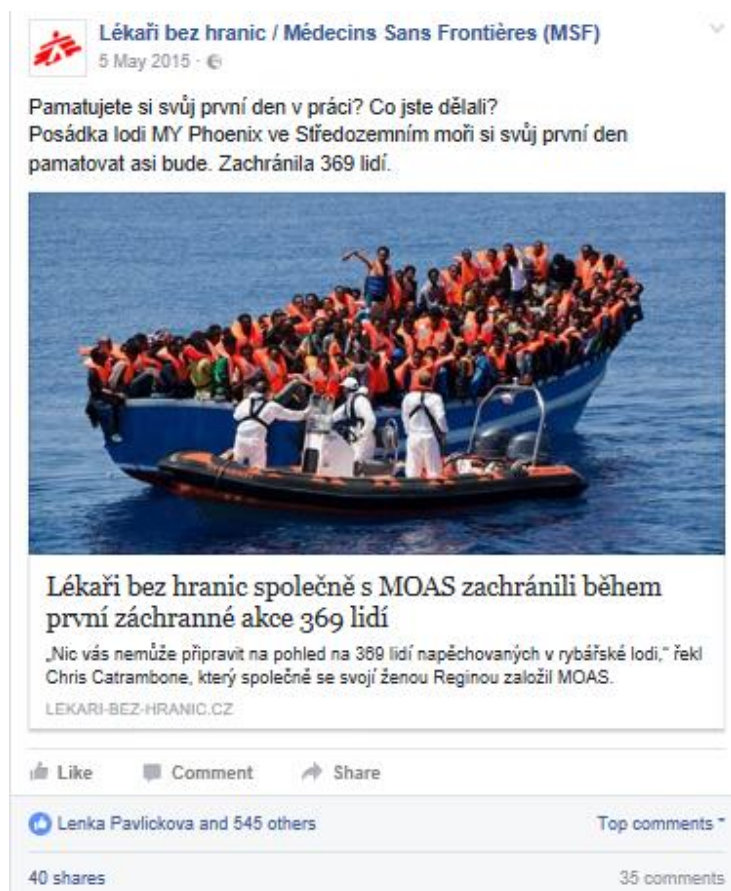 Lékaři bez hranic / Médecins Sans Frontières (MSF)
5 May 2015 ·
Pamatujete si svůj první den v práci? Co jste dělali?
Posádka lodi MY Phoenix ve Středozemním moři si svůj první den
pamatovat asi bude. Zachránila 369 lidí.
Lékaři bez hranic společně s MOAS zachránili během
první záchranné akce 369 lidí
„Nic vás nemůže připravit na pohled na 369 lidí napěchovaných v rybářské lodi,“ řekl
Chris Catrambone, který společně se svojí ženou Reginou založil MOAS.
LEKARI-BEZ-HRANIC.CZ
Like Comment Share
Lenka Pavlickova and 545 others Top comments
40 shares 35 comments